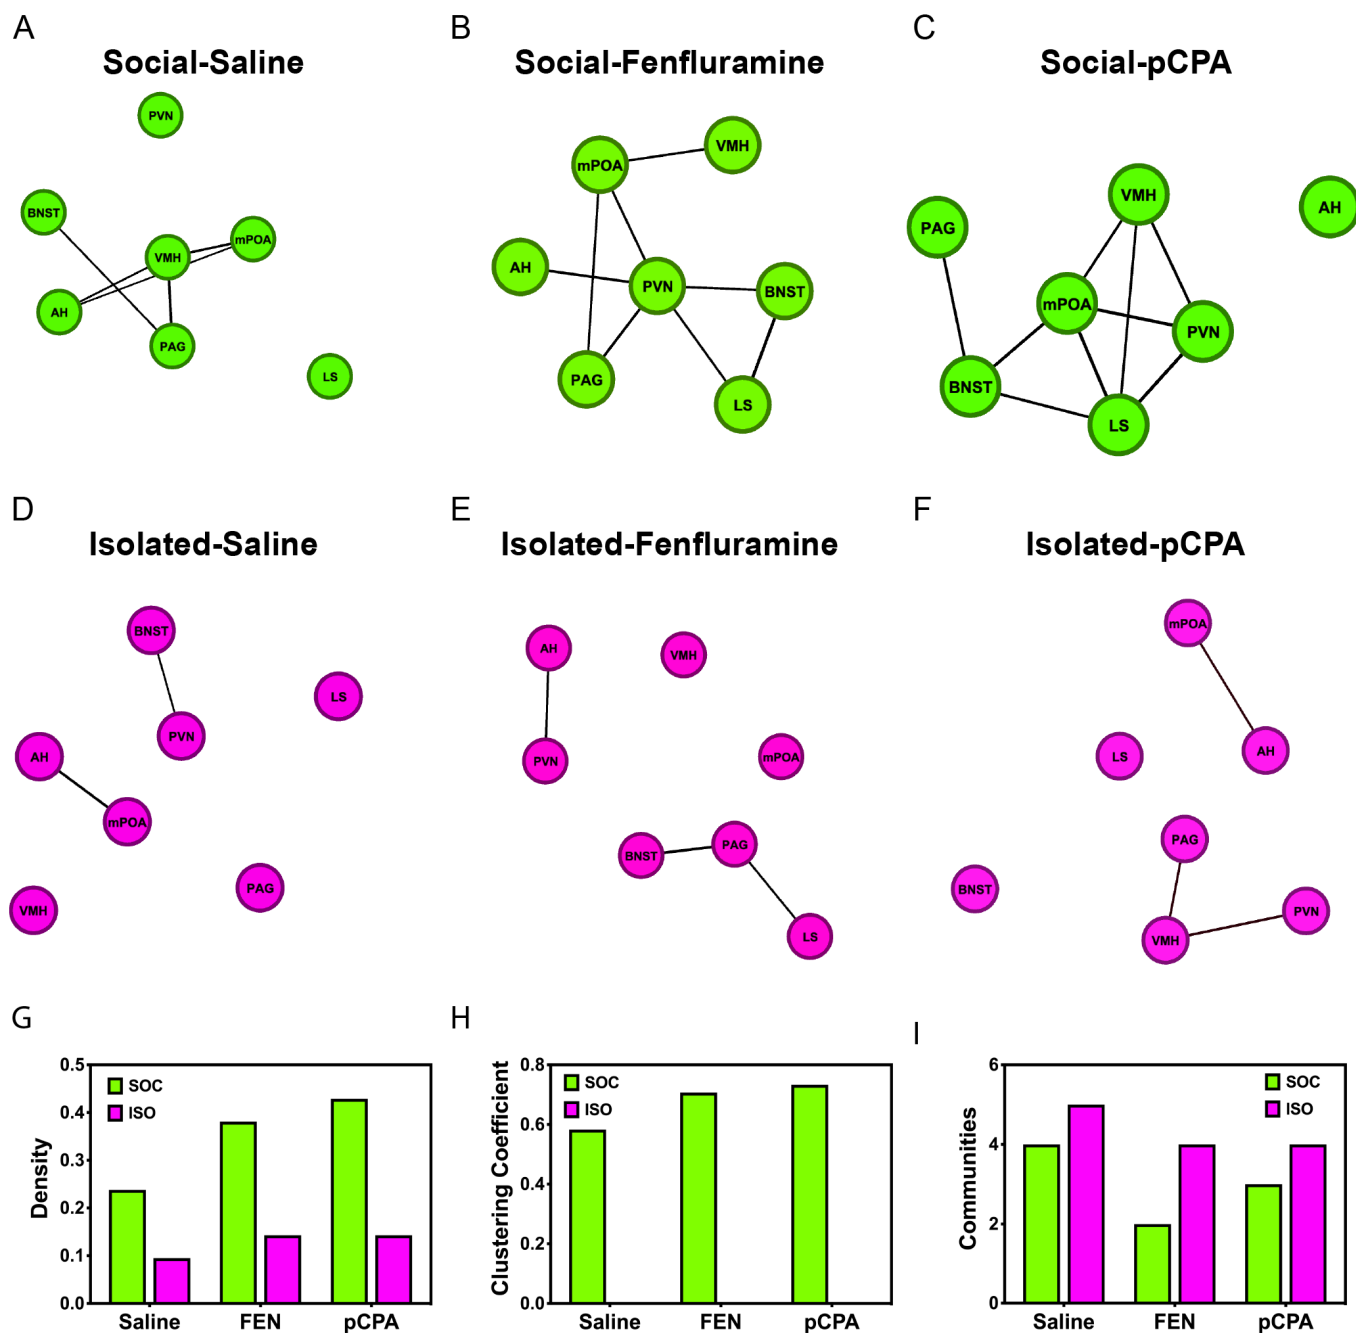 A
Social-Saline
PVN
BNST
mPOA
VMH
AH
PAG
LS
B
Social-Fenfluramine
VMH
mPOA
AH
PVN
BNST
PAG
LS
C
Social-pCPA
VMH
AH
PAG
mPOA
PVN
BNST
LS
D
Isolated-Saline
BNST
LS
PVN
AH
mPOA
PAG
VMH
E
Isolated-Fenfluramine
AH
VMH
PVN
mPOA
BNST
PAG
LS
F
Isolated-pCPA
mPOA
LS
AH
PAG
BNST
PVN
VMH
G
Density
0.5
0.4
0.3
0.2
0.1
0.0
SOC
ISO
Saline FEN pCPA
H
Clustering Coefficient
0.8
0.6
0.4
0.2
0.0
SOC
ISO
Saline FEN pCPA
I
Communities
6
4
2
0
SOC
ISO
Saline FEN pCPA